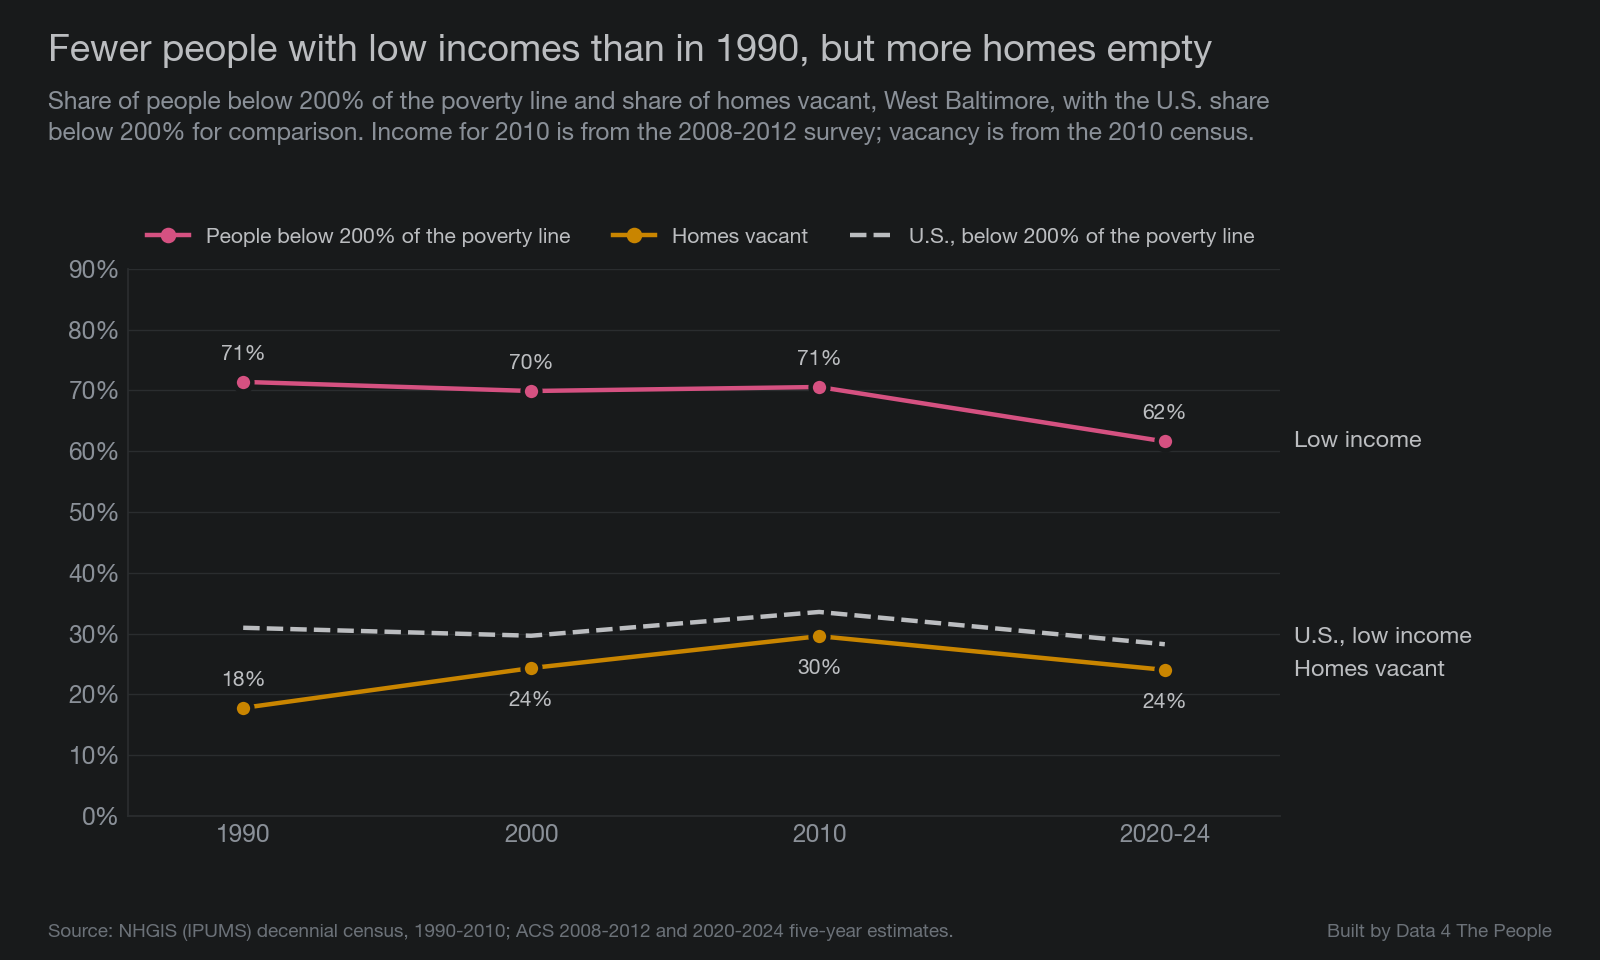 Fewer people with low incomes than in 1990, but more homes empty
Share of people below 200% of the poverty line and share of homes vacant, West Baltimore, with the U.S. share
below 200% for comparison. Income for 2010 is from the 2008-2012 survey; vacancy is from the 2010 census.
People below 200% of the poverty line
Homes vacant
U.S., below 200% of the poverty line
90%
80%
70%
60%
50%
40%
30%
20%
10%
0%
71%
70%
71%
62%
18%
24%
30%
24%
Low income
U.S., low income
Homes vacant
1990
2000
2010
2020-24
Source: NHGIS (IPUMS) decennial census, 1990-2010; ACS 2008-2012 and 2020-2024 five-year estimates.
Built by Data 4 The People